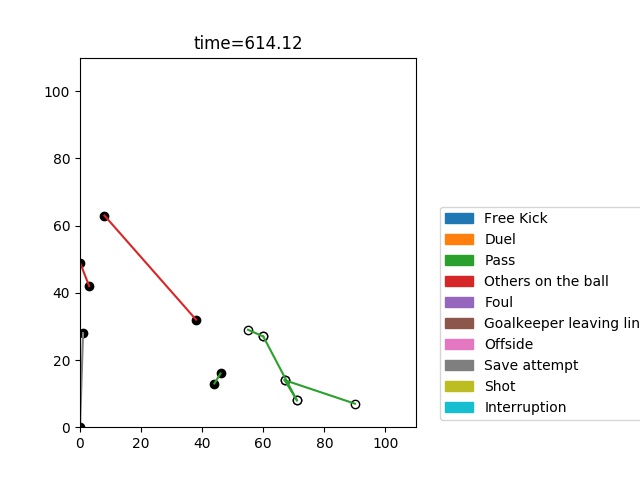 time=614.12
100
80
60
40
20
0
0 20 40 60 80 100
Free Kick
Duel
Pass
Others on the ball
Foul
Goalkeeper leaving lin
Offside
Save attempt
Shot
Interruption